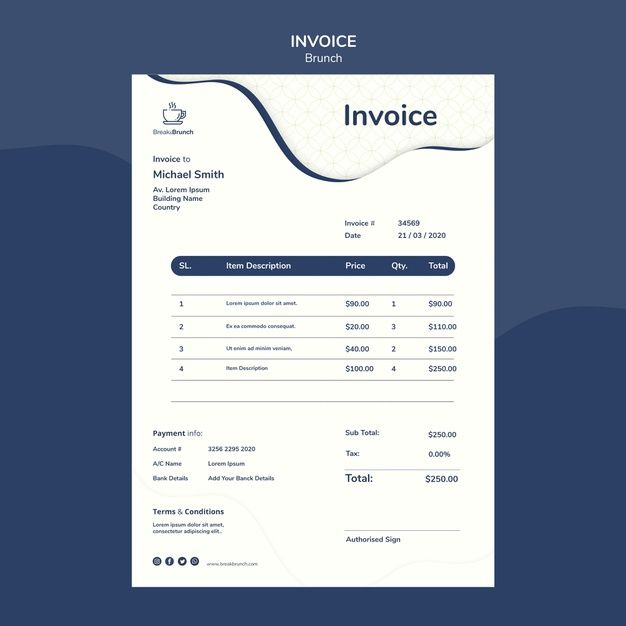 INVOICE
Brunch
Break&Brunch
Invoice
Invoice to
Michael Smith
Av. Lorem Ipsum
Building Name
Country
Invoice # 34569
Date 21 / 03 / 2020
SL. Item Description Price Qty. Total
1 Lorem ipsum dolor sit amet. $90.00 1 $90.00
2 Ex ea commodo consequat. $20.00 3 $110.00
3 Ut enim ad minim veniam, $40.00 2 $150.00
4 Item Description $100.00 4 $250.00
Payment info:
Account # 3256 2295 2020
A/C Name Lorem Ipsum
Bank Details Add Your Banck Details
Sub Total: $250.00
Tax: 0.00%
Total: $250.00
Terms & Conditions
Lorem ipsum dolor sit amet,
consectetur adipiscing elit..
Authorised Sign
www.breakbrunch.com